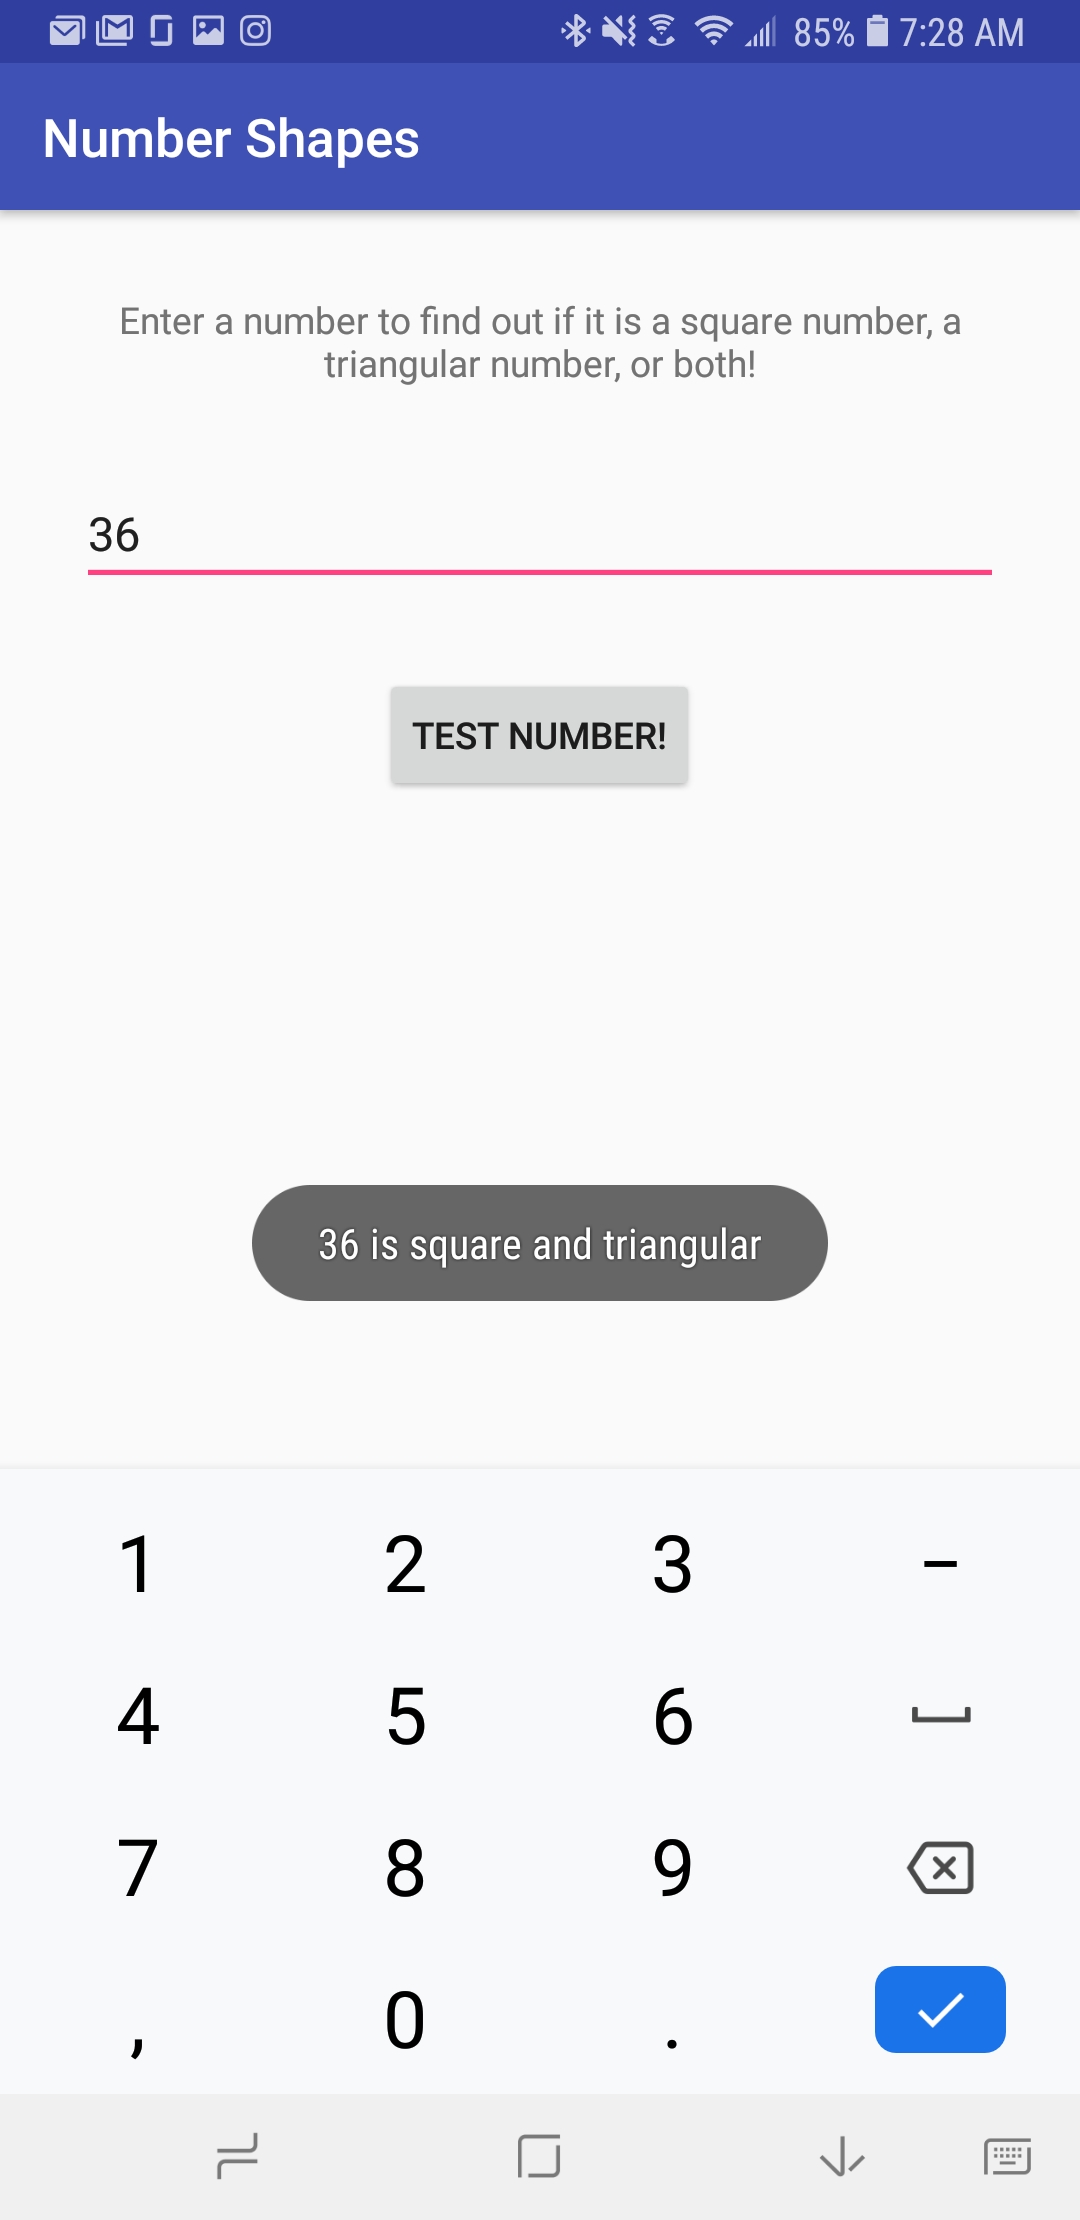 85% 7:28 AM
Number Shapes
Enter a number to find out if it is a square number, a
triangular number, or both!
36
TEST NUMBER!
36 is square and triangular
1 2 3 –
4 5 6
7 8 9
, 0 .